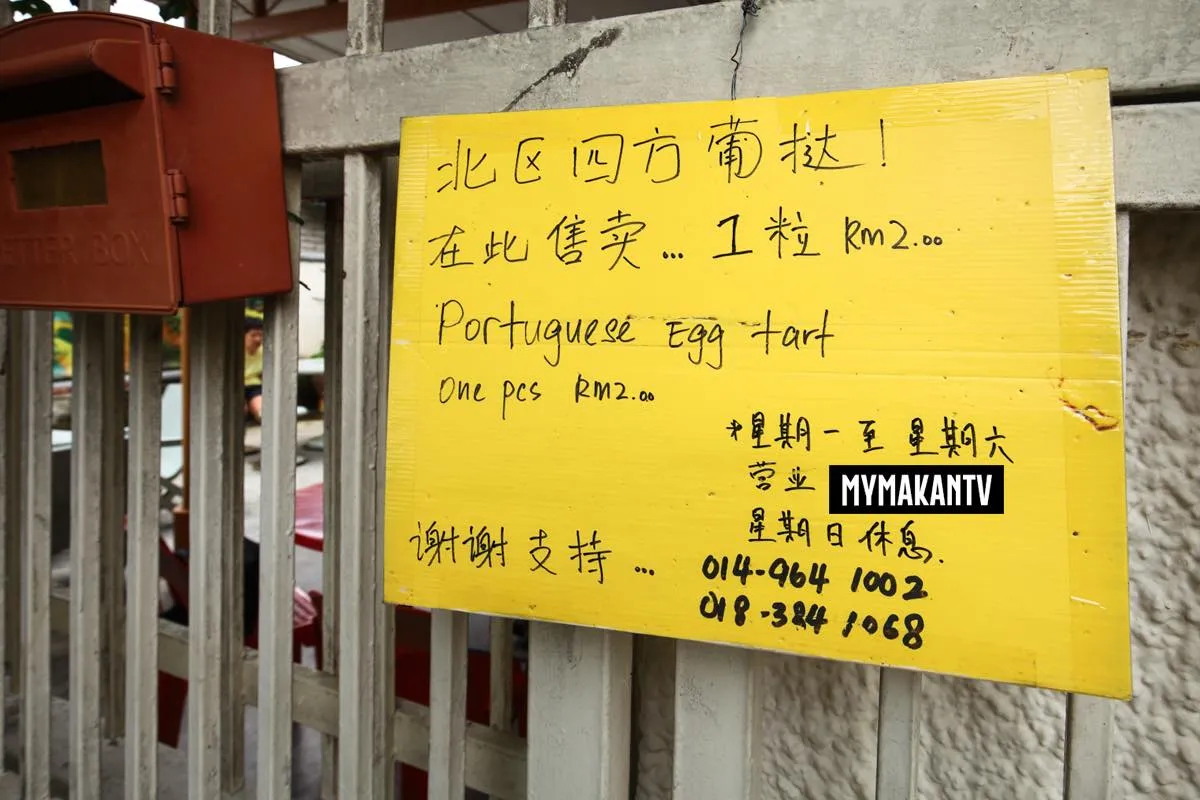 LETTER BOX
北区四方葡挞！
在此售卖... 1粒 RM2.00
Portuguese Egg tart
One pcs RM2.00
*星期一至星期六
营业
MYMAKANTV
星期日休息.
谢谢支持...
014-964 1002
018-384 1068